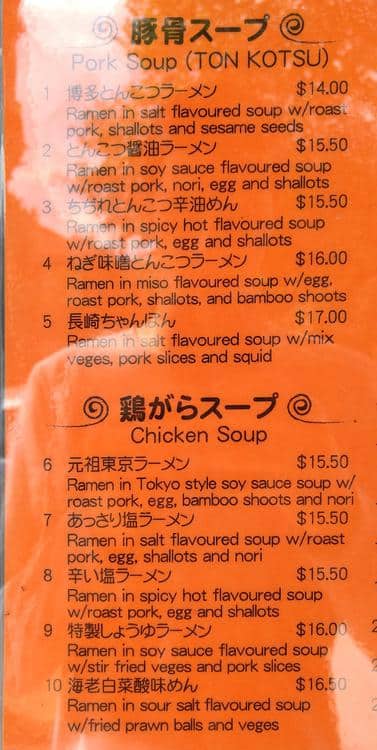 豚骨スープ
Pork Soup (TON KOTSU)
1 博多とんこつラーメン $14.00
Ramen in salt flavoured soup w/roast
pork, shallots and sesame seeds
2 とんこつ醤油ラーメン $15.50
Ramen in soy sauce flavoured soup
w/roast pork, nori, egg and shallots
3 ちぢれとんこつ辛油めん $15.50
Ramen in spicy hot flavoured soup
w/roast pork, egg and shallots
4 ねぎ味噌とんこつラーメン $16.00
Ramen in miso flavoured soup w/egg,
roast pork, shallots, and bamboo shoots
5 長崎ちゃんぽん $17.00
Ramen in salt flavoured soup w/mix
veges, pork slices and squid
鶏がらスープ
Chicken Soup
6 元祖東京ラーメン $15.50
Ramen in Tokyo style soy sauce soup w/
roast pork, egg, bamboo shoots and nori
7 あっさり塩ラーメン $15.50
Ramen in salt flavoured soup w/roast
pork, egg, shallots and nori
8 辛い塩ラーメン $15.50
Ramen in spicy hot flavoured soup
w/roast pork, egg and shallots
9 特製しょうゆラーメン $16.00
Ramen in soy sauce flavoured soup
w/stir fried veges and pork slices
10 海老白菜酸味めん $16.50
Ramen in sour salt flavoured soup
w/fried prawn balls and veges